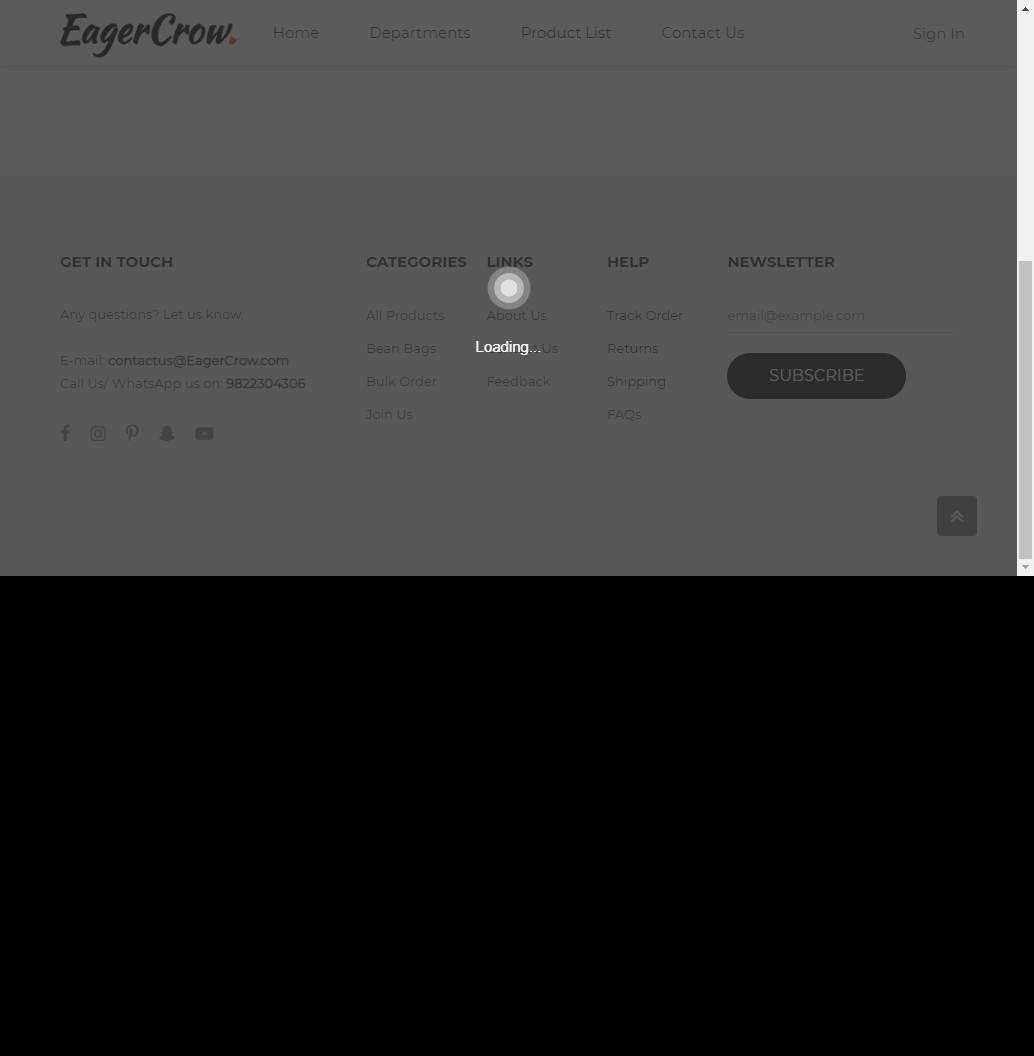 EagerCrow.
Home Departments Product List Contact Us Sign In
GET IN TOUCH
Any questions? Let us know.
E-mail: contactus@EagerCrow.com
Call Us/ WhatsApp us on: 9822304306
CATEGORIES
All Products
Bean Bags
Bulk Order
Join Us
LINKS
About Us
Us
Feedback
Loading...
HELP
Track Order
Returns
Shipping
FAQs
NEWSLETTER
email@example.com
SUBSCRIBE